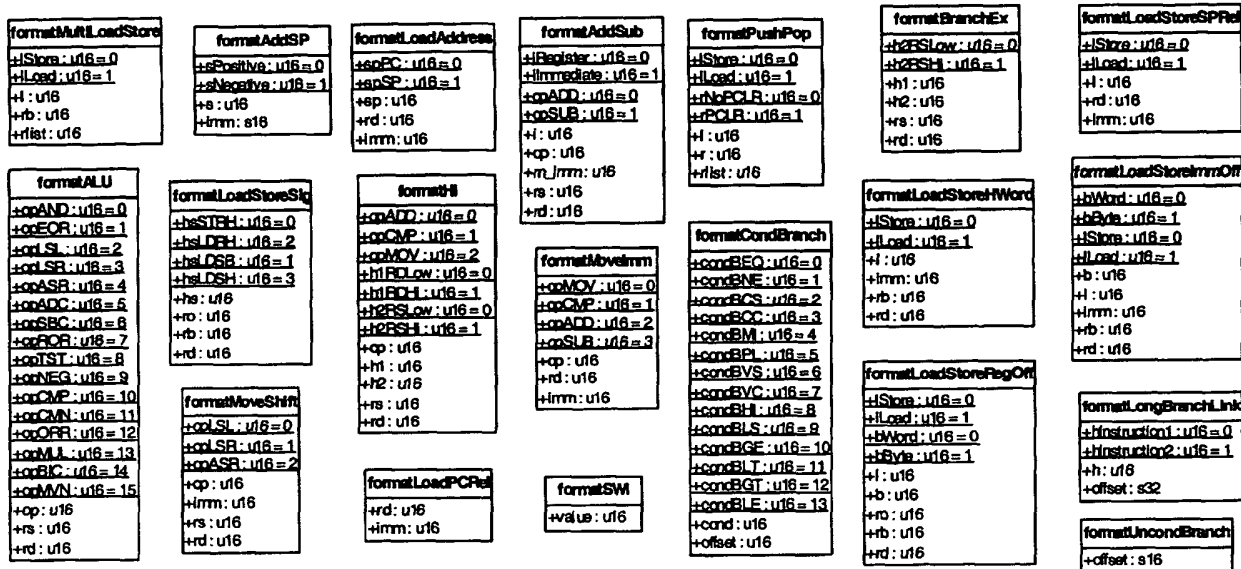 formatMultiLoadStore
+lStore : u16 = 0
+lLoad : u16 = 1
+l : u16
+rb : u16
+rlist : u16
formatAddSP
+sPositive : u16 = 0
+sNegative : u16 = 1
+s : u16
+imm : s16
formatLoadAddress
+spPC : u16 = 0
+spSP : u16 = 1
+sp : u16
+rd : u16
+imm : u16
formatAddSub
+iRegister : u16 = 0
+iImmediate : u16 = 1
+opADD : u16 = 0
+opSUB : u16 = 1
+i : u16
+op : u16
+rn_imm : u16
+rs : u16
+rd : u16
formatPushPop
+lStore : u16 = 0
+lLoad : u16 = 1
+rNoPCLR : u16 = 0
+rPCLR : u16 = 1
+l : u16
+r : u16
+rlist : u16
formatBranchEx
+h2RSLow : u16 = 0
+h2RSHi : u16 = 1
+h1 : u16
+h2 : u16
+rs : u16
+rd : u16
formatLoadStoreSPRel
+lStore : u16 = 0
+lLoad : u16 = 1
+l : u16
+rd : u16
+imm : u16
formatALU
+opAND : u16 = 0
+opEOR : u16 = 1
+opLSL : u16 = 2
+opLSR : u16 = 3
+opASR : u16 = 4
+opADC : u16 = 5
+opSBC : u16 = 6
+opROR : u16 = 7
+opTST : u16 = 8
+opNEG : u16 = 9
+opCMP : u16 = 10
+opCMN : u16 = 11
+opORR : u16 = 12
+opMUL : u16 = 13
+opBIC : u16 = 14
+opMVN : u16 = 15
+op : u16
+rs : u16
+rd : u16
formatLoadStoreSig
+hsSTRH : u16 = 0
+hsLDRH : u16 = 2
+hsLDSB : u16 = 1
+hsLDSH : u16 = 3
+hs : u16
+ro : u16
+rb : u16
+rd : u16
formatMoveShift
+opLSL : u16 = 0
+opLSR : u16 = 1
+opASR : u16 = 2
+op : u16
+imm : u16
+rs : u16
+rd : u16
formatHi
+opADD : u16 = 0
+opCMP : u16 = 1
+opMOV : u16 = 2
+h1RDLow : u16 = 0
+h1RDHi : u16 = 1
+h2RSLow : u16 = 0
+h2RSHi : u16 = 1
+op : u16
+h1 : u16
+h2 : u16
+rs : u16
+rd : u16
formatLoadPCRel
+rd : u16
+imm : u16
formatMoveImm
+opMOV : u16 = 0
+opCMP : u16 = 1
+opADD : u16 = 2
+opSUB : u16 = 3
+op : u16
+rd : u16
+imm : u16
formatSWI
+value : u16
formatCondBranch
+condBEQ : u16 = 0
+condBNE : u16 = 1
+condBCS : u16 = 2
+condBCC : u16 = 3
+condBMI : u16 = 4
+condBPL : u16 = 5
+condBVS : u16 = 6
+condBVC : u16 = 7
+condBHI : u16 = 8
+condBLS : u16 = 9
+condBGE : u16 = 10
+condBLT : u16 = 11
+condBGT : u16 = 12
+condBLE : u16 = 13
+cond : u16
+offset : u16
formatLoadStoreHWord
+lStore : u16 = 0
+lLoad : u16 = 1
+l : u16
+imm : u16
+rb : u16
+rd : u16
formatLoadStoreRegOff
+lStore : u16 = 0
+lLoad : u16 = 1
+bWord : u16 = 0
+bByte : u16 = 1
+l : u16
+b : u16
+ro : u16
+rb : u16
+rd : u16
formatLoadStoreImmOff
+bWord : u16 = 0
+bByte : u16 = 1
+lStore : u16 = 0
+lLoad : u16 = 1
+b : u16
+l : u16
+imm : u16
+rb : u16
+rd : u16
formatLongBranchLink
+hInstruction1 : u16 = 0
+hInstruction2 : u16 = 1
+h : u16
+offset : s32
formatUncondBranch
+offset : s16